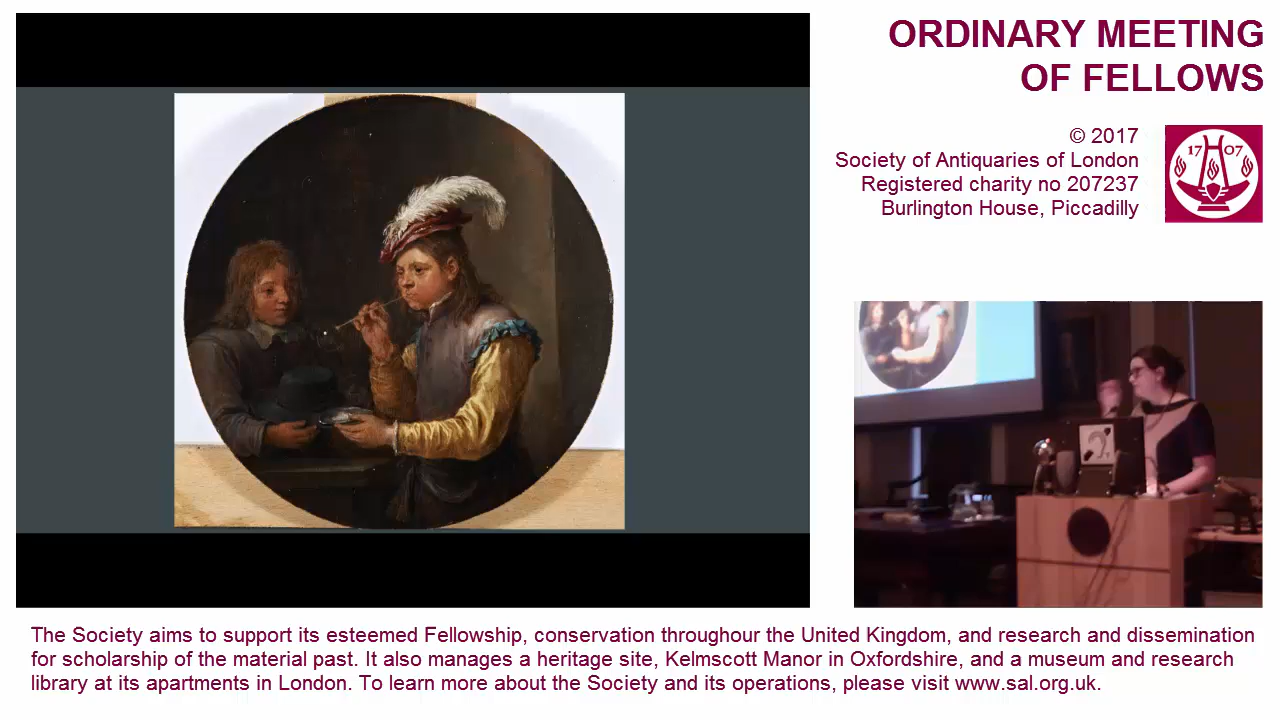 ORDINARY MEETING
OF FELLOWS
© 2017
Society of Antiquaries of London
Registered charity no 207237
Burlington House, Piccadilly
17 07
The Society aims to support its esteemed Fellowship, conservation throughour the United Kingdom, and research and dissemination
for scholarship of the material past. It also manages a heritage site, Kelmscott Manor in Oxfordshire, and a museum and research
library at its apartments in London. To learn more about the Society and its operations, please visit www.sal.org.uk.